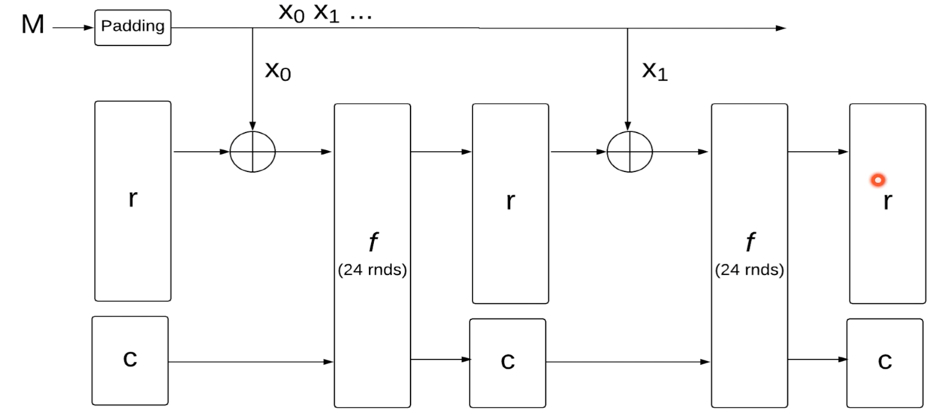 x₀ x₁ ...
M
Padding
x₀
x₁
r
f
(24 rnds)
r
f
(24 rnds)
r
c
c
c